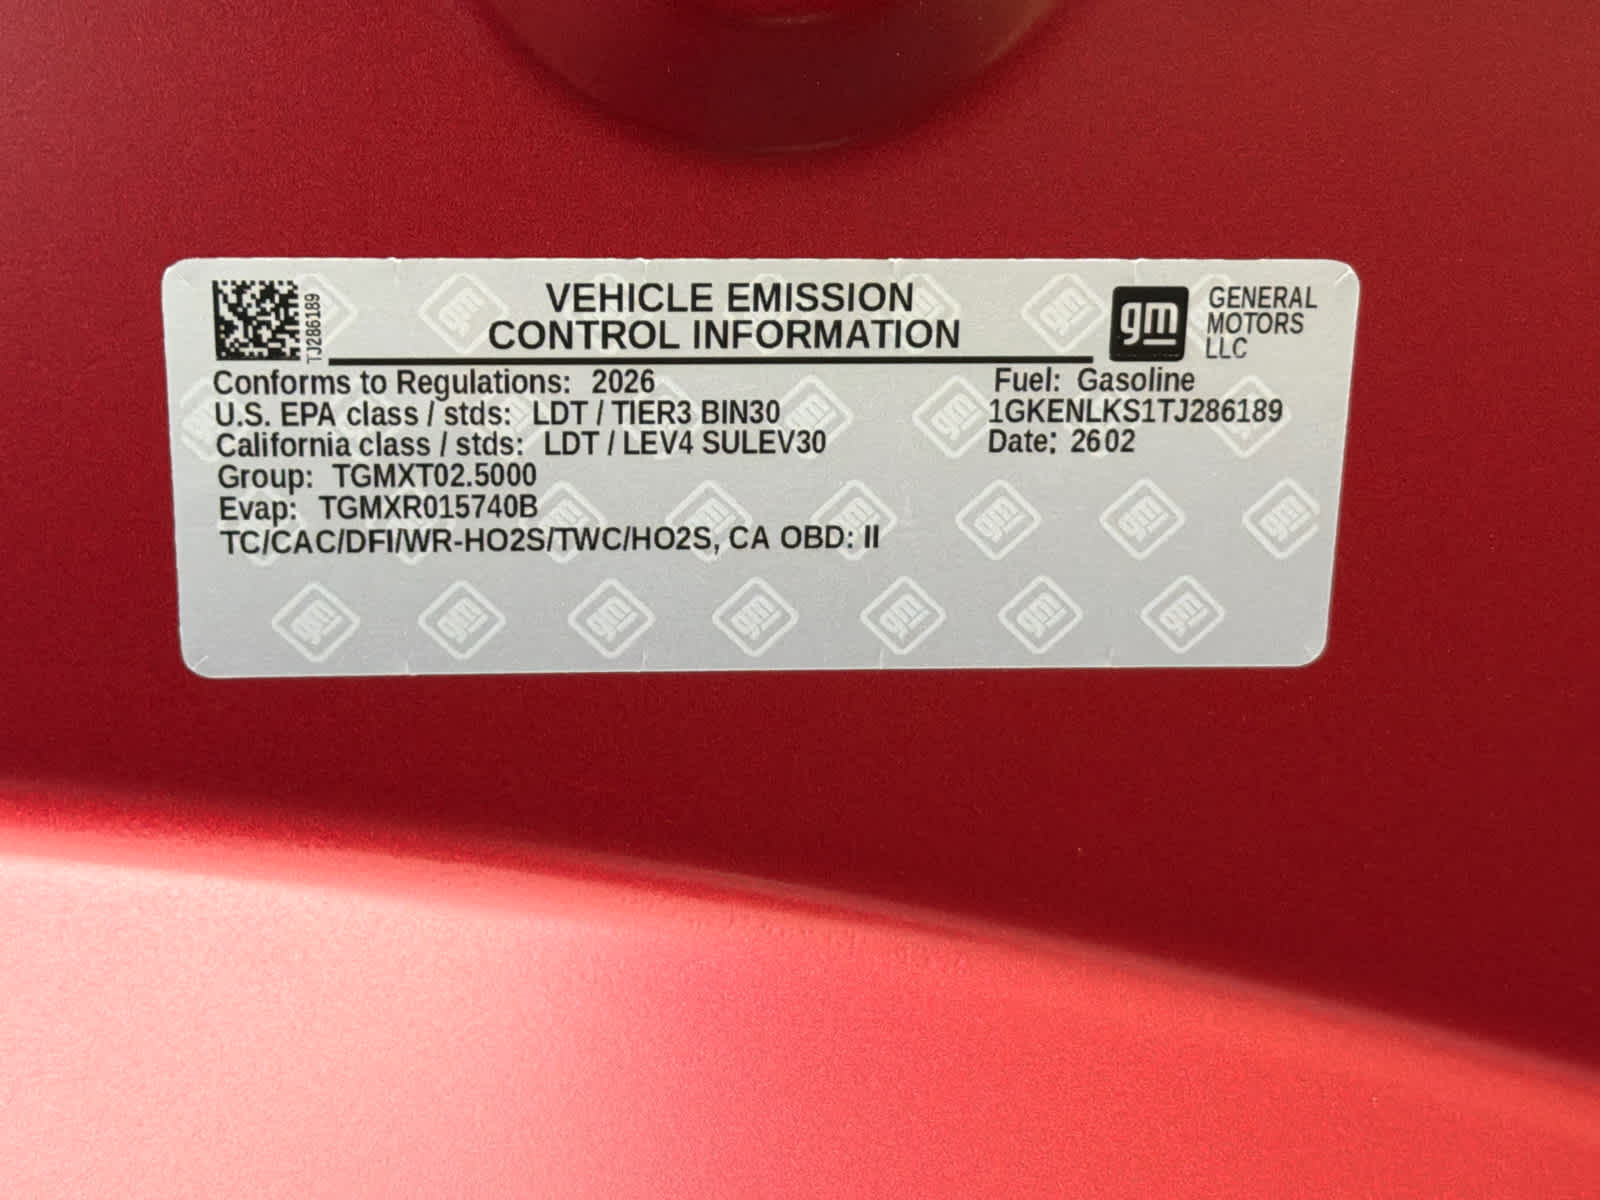 VEHICLE EMISSION
CONTROL INFORMATION
gm
GENERAL
MOTORS
LLC
TJ286189
Conforms to Regulations: 2026
U.S. EPA class / stds: LDT / TIER3 BIN30
California class / stds: LDT / LEV4 SULEV30
Group: TGMXT02.5000
Evap: TGMXR015740B
TC/CAC/DFI/WR-HO2S/TWC/HO2S, CA OBD: II
Fuel: Gasoline
1GKENLKS1TJ286189
Date: 2602